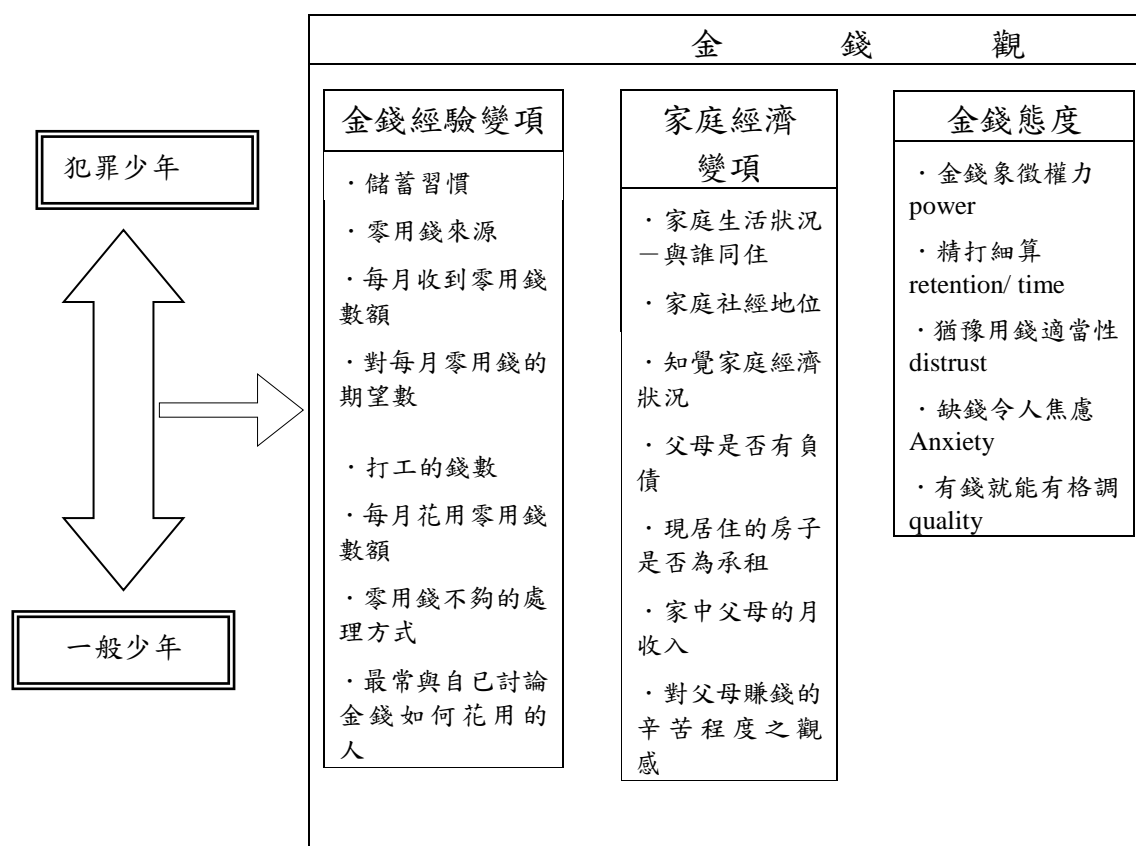 金 錢 觀
犯罪少年
一般少年
金錢經驗變項
·儲蓄習慣
·零用錢來源
·每月收到零用錢
數額
·對每月零用錢的
期望數
·打工的錢數
·每月花用零用錢
數額
·零用錢不夠的處
理方式
·最常與自己討論
金錢如何花用的
人
家庭經濟
變項
·家庭生活狀況
－與誰同住
·家庭社經地位
·知覺家庭經濟
狀況
·父母是否有負
債
·現居住的房子
是否為承租
·家中父母的月
收入
·對父母賺錢的
辛苦程度之觀
感
金錢態度
·金錢象徵權力
power
·精打細算
retention/ time
·猶豫用錢適當性
distrust
·缺錢令人焦慮
Anxiety
·有錢就能有格調
quality